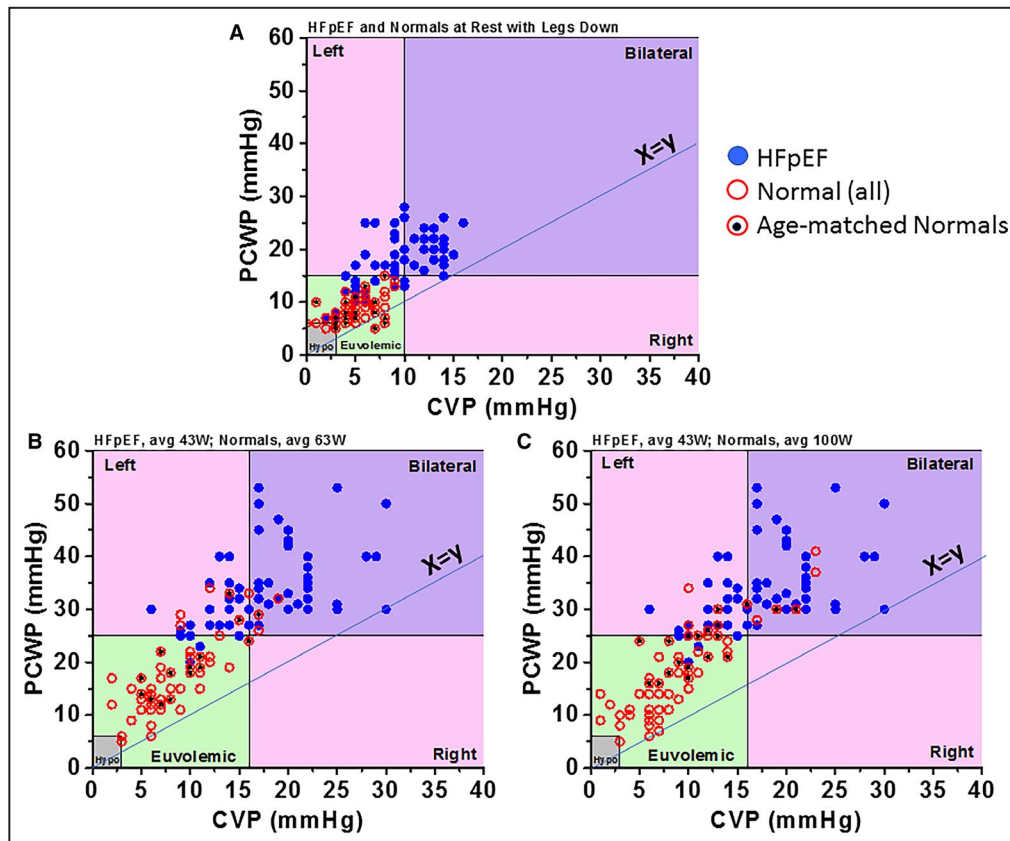 A
HFpEF and Normals at Rest with Legs Down
60
50
40
30
20
10
0
PCWP (mmHg)
Left
Bilateral
X=y
Hypo
Euvolemic
Right
0 5 10 15 20 25 30 35 40
CVP (mmHg)
HFpEF
Normal (all)
Age-matched Normals
B
HFpEF, avg 43W; Normals, avg 63W
60
50
40
30
20
10
0
PCWP (mmHg)
Left
Bilateral
X=y
Hypo
Euvolemic
Right
0 5 10 15 20 25 30 35 40
CVP (mmHg)
C
HFpEF, avg 43W; Normals, avg 100W
60
50
40
30
20
10
0
PCWP (mmHg)
Left
Bilateral
X=y
Hypo
Euvolemic
Right
0 5 10 15 20 25 30 35 40
CVP (mmHg)